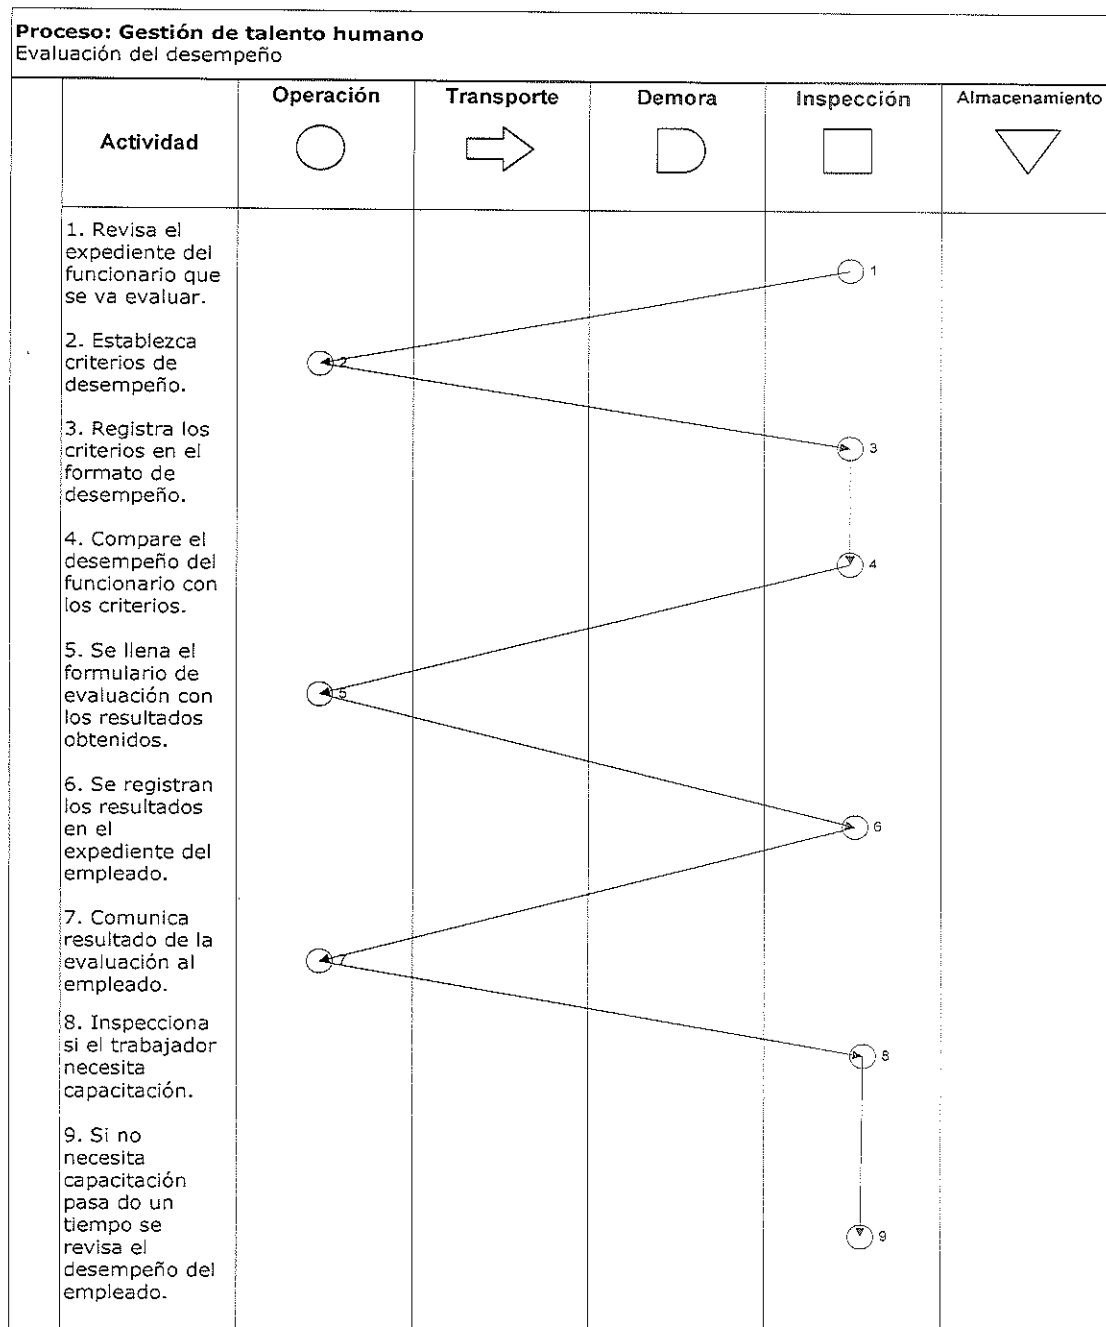 Proceso: Gestión de talento humano
Evaluación del desempeño
Actividad
Operación
Transporte
Demora
Inspección
Almacenamiento
1. Revisa el
expediente del
funcionario que
se va evaluar.
1
2. Establezca
criterios de
desempeño.
2
3. Registra los
criterios en el
formato de
desempeño.
3
4. Compare el
desempeño del
funcionario con
los criterios.
4
5. Se llena el
formulario de
evaluación con
los resultados
obtenidos.
5
6. Se registran
los resultados
en el
expediente del
empleado.
6
7. Comunica
resultado de la
evaluación al
empleado.
7
8. Inspecciona
si el trabajador
necesita
capacitación.
8
9. Si no
necesita
capacitación
pasa do un
tiempo se
revisa el
desempeño del
empleado.
9